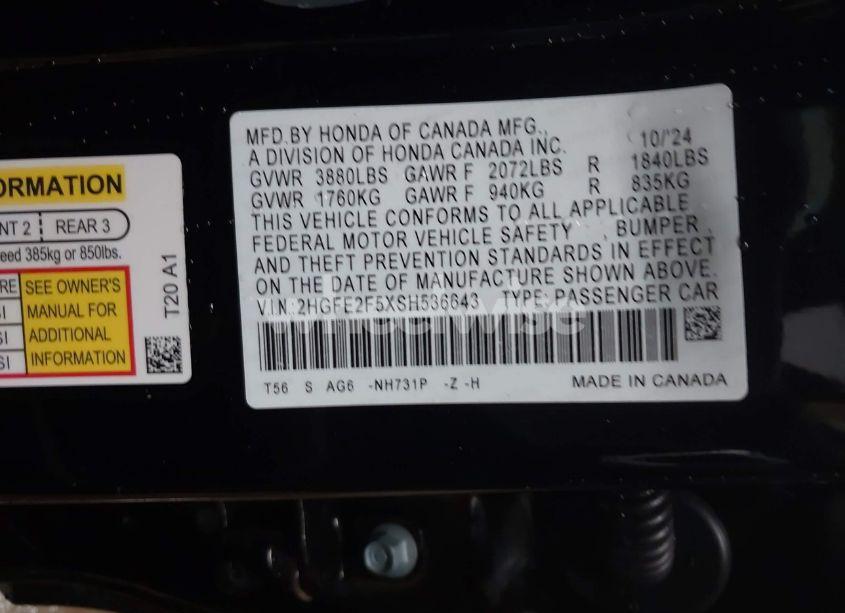 ORMATION
NT 2 REAR 3
eed 385kg or 850lbs.
RE SEE OWNER'S
SI MANUAL FOR
SI ADDITIONAL
SI INFORMATION
T20 A1
MFD.BY HONDA OF CANADA MFG., 10/'24
A DIVISION OF HONDA CANADA INC.
GVWR 3880LBS GAWR F 2072LBS R 1840LBS
GVWR 1760KG GAWR F 940KG R 835KG
THIS VEHICLE CONFORMS TO ALL APPLICABLE
FEDERAL MOTOR VEHICLE SAFETY , BUMPER ,
AND THEFT PREVENTION STANDARDS IN EFFECT
ON THE DATE OF MANUFACTURE SHOWN ABOVE.
V.I.N.:2HGFE2F5XSH536643 TYPE:PASSENGER CAR
wheelwise
T56 S AG6 -NH731P -Z -H MADE IN CANADA